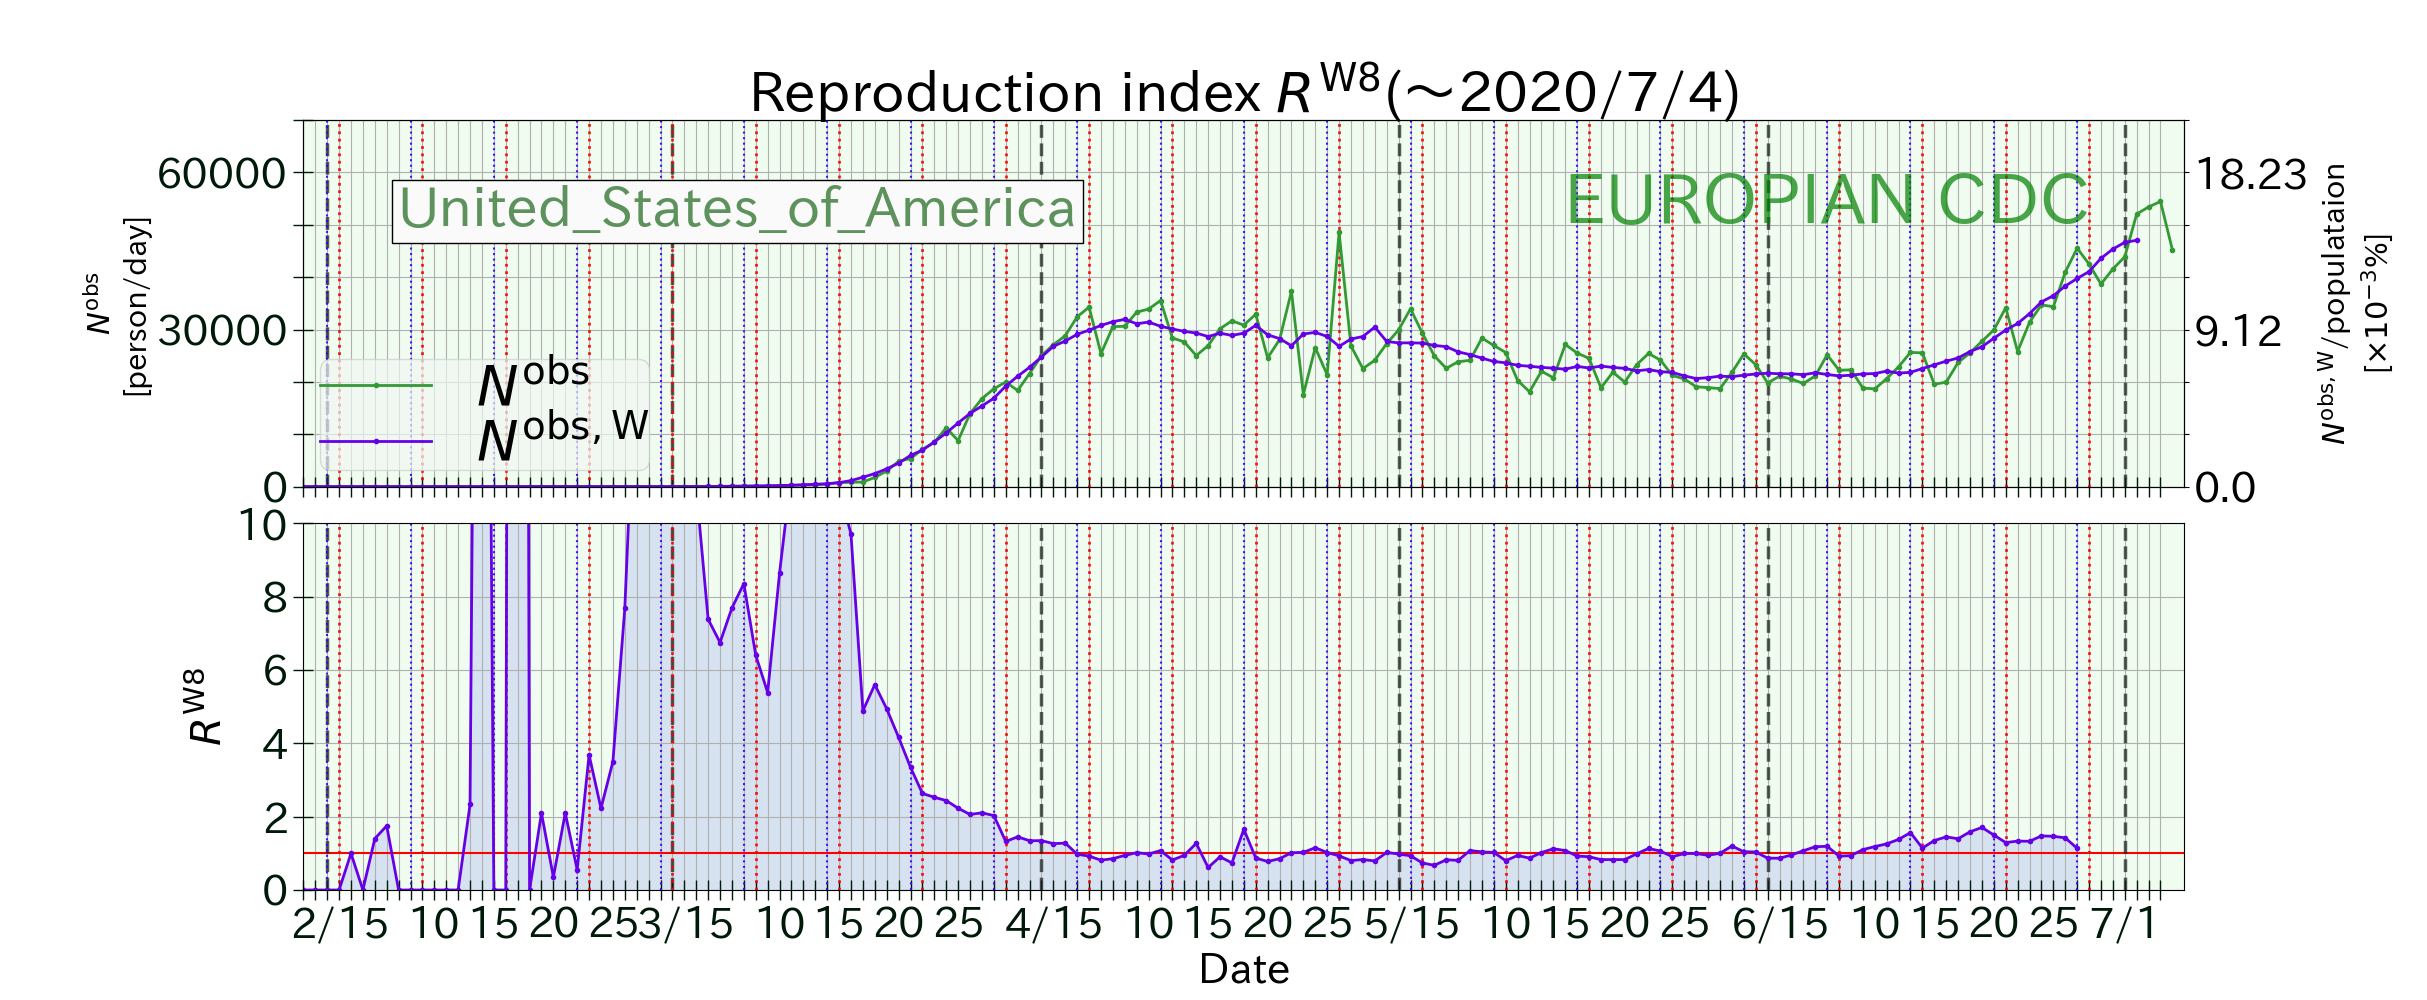 Reproduction index R^W8(～2020/7/4)
60000
30000
0
N^obs
[person/day]
United_States_of_America
EUROPIAN CDC
N^obs
N^obs, W
18.23
9.12
0.0
N^obs, W/populataion
[×10^−3%]
10
8
6
4
2
0
R^W8
2/15 10 15 20 253/15 10 15 20 25 4/15 10 15 20 25 5/15 10 15 20 25 6/15 10 15 20 25 7/1
Date